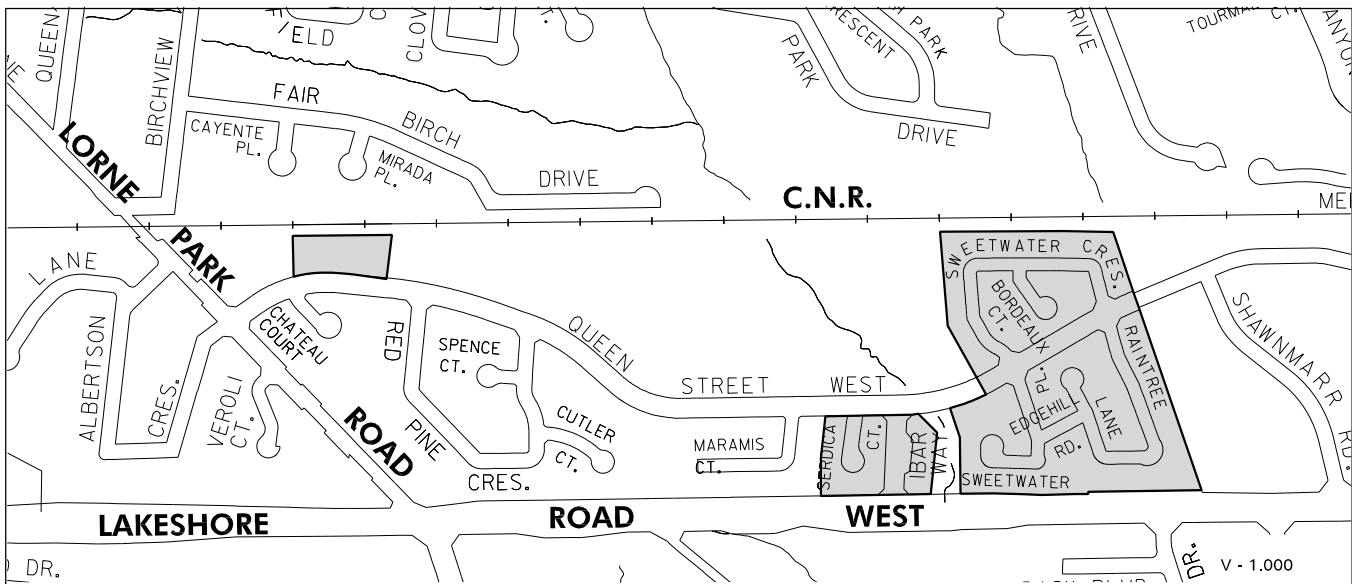 QUEEN
BIRCHVIEW
FIELD
CLOV
CT.
PARK
CRESCENT
PARK
DRIVE
DRIVE
TOURMA
CT.
ANYON
FAIR
BIRCH
DRIVE
CAYENTE
PL.
MIRADA
PL.
LORNE
PARK
ROAD
C.N.R.
ME
LANE
ALBERTSON
CRES.
VEROLI
CT.
CHATEAU
COURT
RED
PINE
CRES.
SPENCE
CT.
CUTLER
CT.
QUEEN
STREET
WEST
MARAMIS
CT.
SERDICA
CT.
IBAR
WAY
SWEETWATER CRES.
BORDEAUX
CT.
RAINTREE
LANE
EDGEHILL
PL.
RD.
SWEETWATER
SHAWNMARR
RD.
LAKESHORE
ROAD
WEST
DR.
DR.
V - 1.000